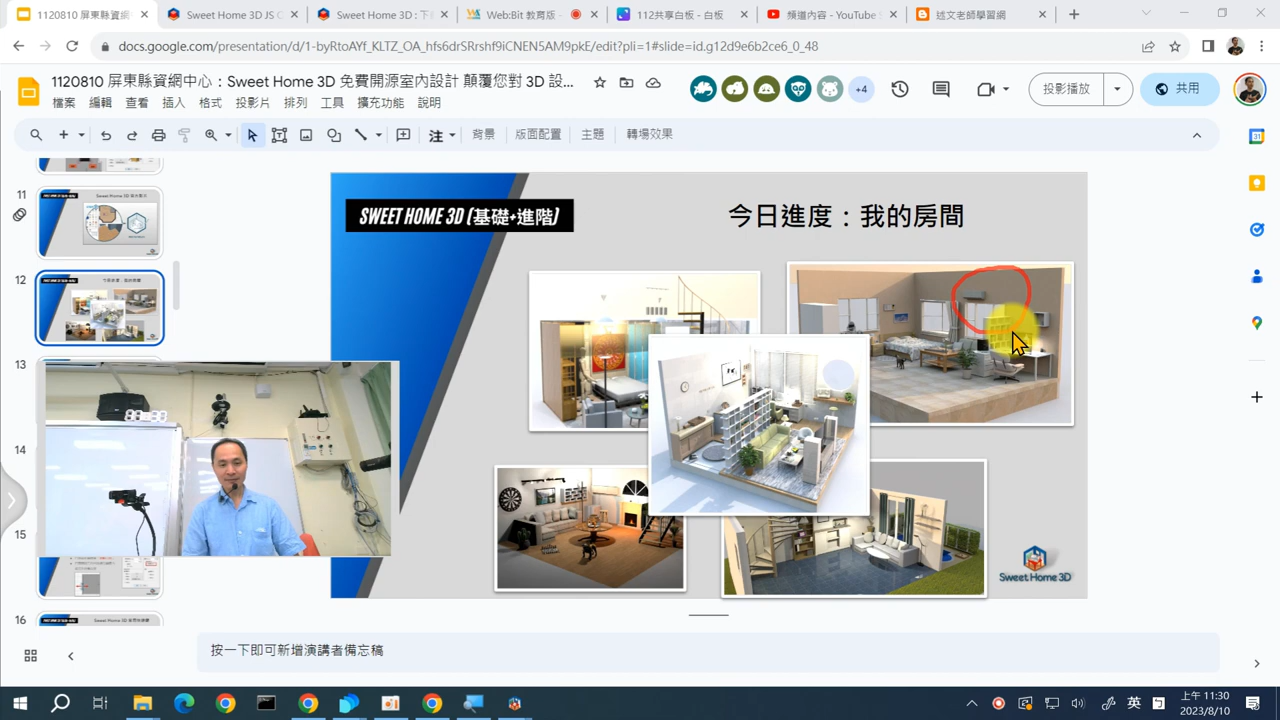 1120810 屏東縣資網中
Sweet Home 3D JS C
Sweet Home 3D : 下
Web:Bit 教育版 -
112共享白板 - 白板
頻道內容 - YouTube
述文老師學習網
docs.google.com/presentation/d/1-byRtoAYf_KLTZ_OA_hfs6drSRrshf9iCNEN5AM9pkE/edit?pli=1#slide=id.g12d9e6b2ce6_0_48
1120810 屏東縣資網中心：Sweet Home 3D 免費開源室內設計 顛覆您對 3D 設...
檔案 編輯 查看 插入 格式 投影片 排列 工具 擴充功能 說明
+4
投影播放
共用
注
背景 版面配置 主題 轉場效果
11
12
13
14
15
16
SWEET HOME 3D (基礎+進階)
今日進度：我的房間
Sweet Home 3D
按一下即可新增演講者備忘稿
英
上午 11:30
2023/8/10